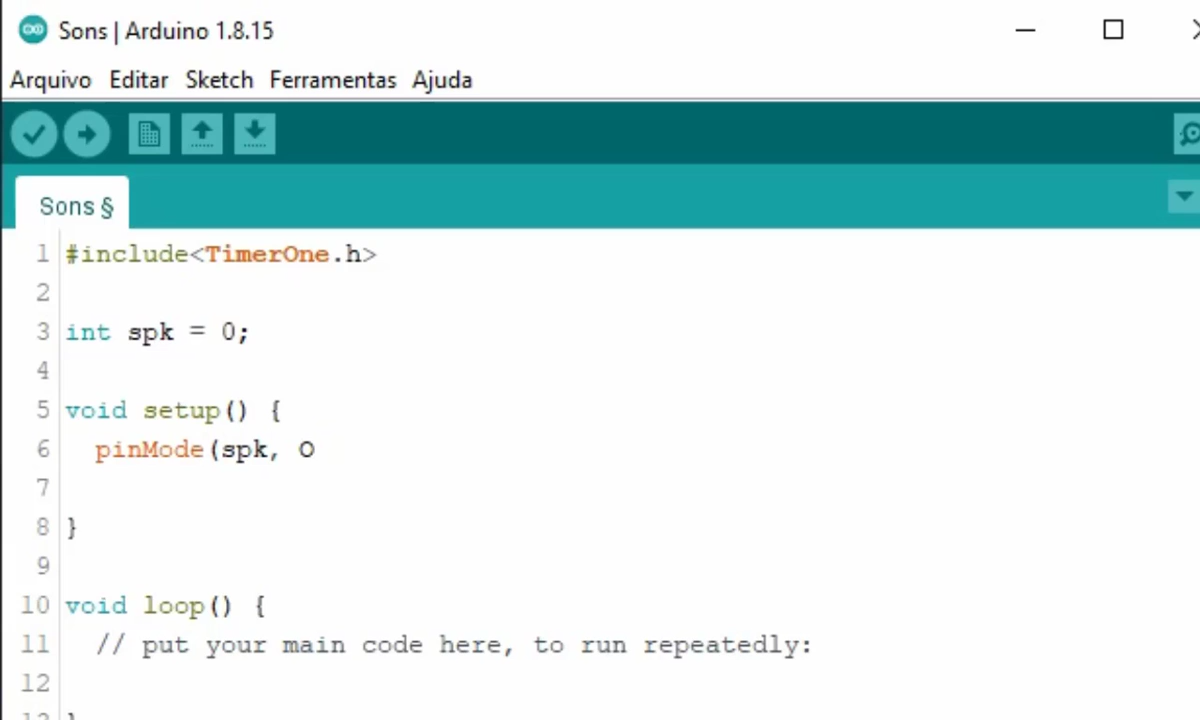 Sons | Arduino 1.8.15
Arquivo Editar Sketch Ferramentas Ajuda
Sons §
1 #include<TimerOne.h>
2
3 int spk = 0;
4
5 void setup() {
6 pinMode(spk, O
7
8 }
9
10 void loop() {
11 // put your main code here, to run repeatedly:
12
13 }